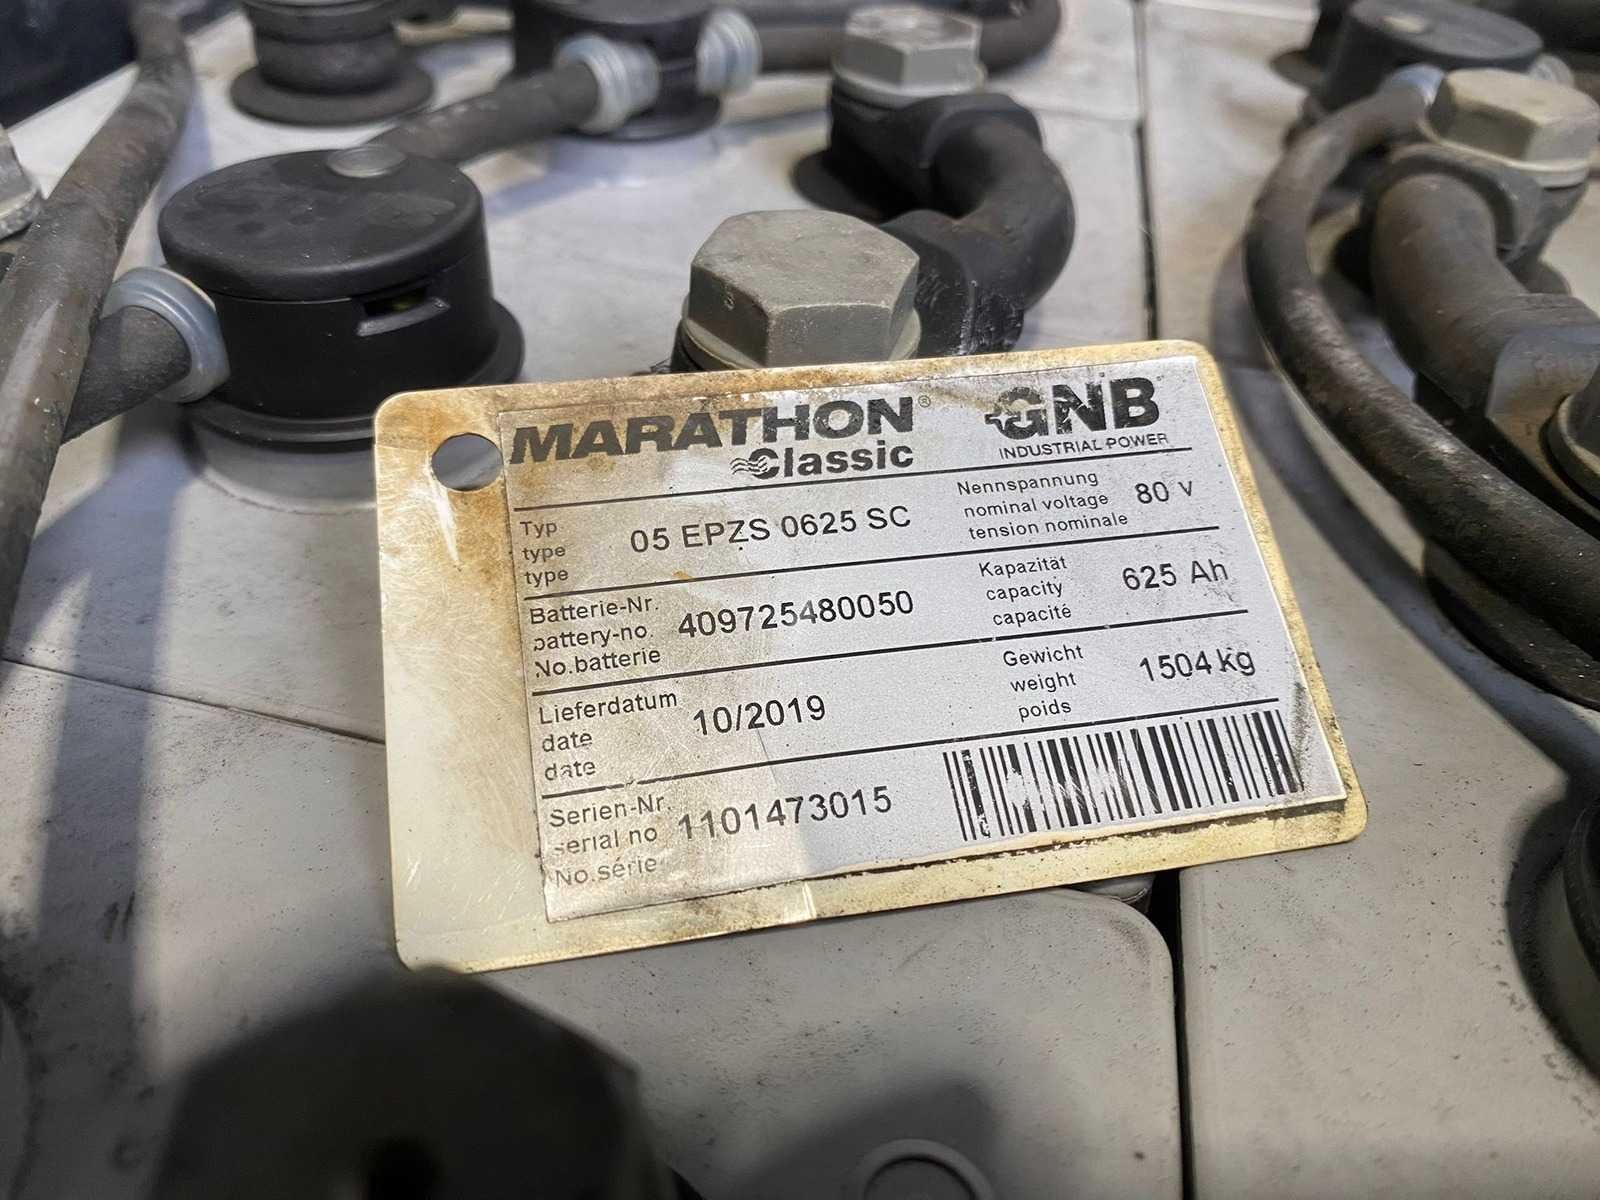 MARATHON®
Classic
GNB
INDUSTRIAL POWER
Typ
type
type
05 EPZS 0625 SC
Nennspannung
nominal voltage
tension nominale
80 V
Batterie-Nr.
battery-no.
No.batterie
409725480050
Kapazität
capacity
capacité
625 Ah
Lieferdatum
date
date
10/2019
Gewicht
weight
poids
1504 kg
Serien-Nr.
serial no
No.série
1101473015